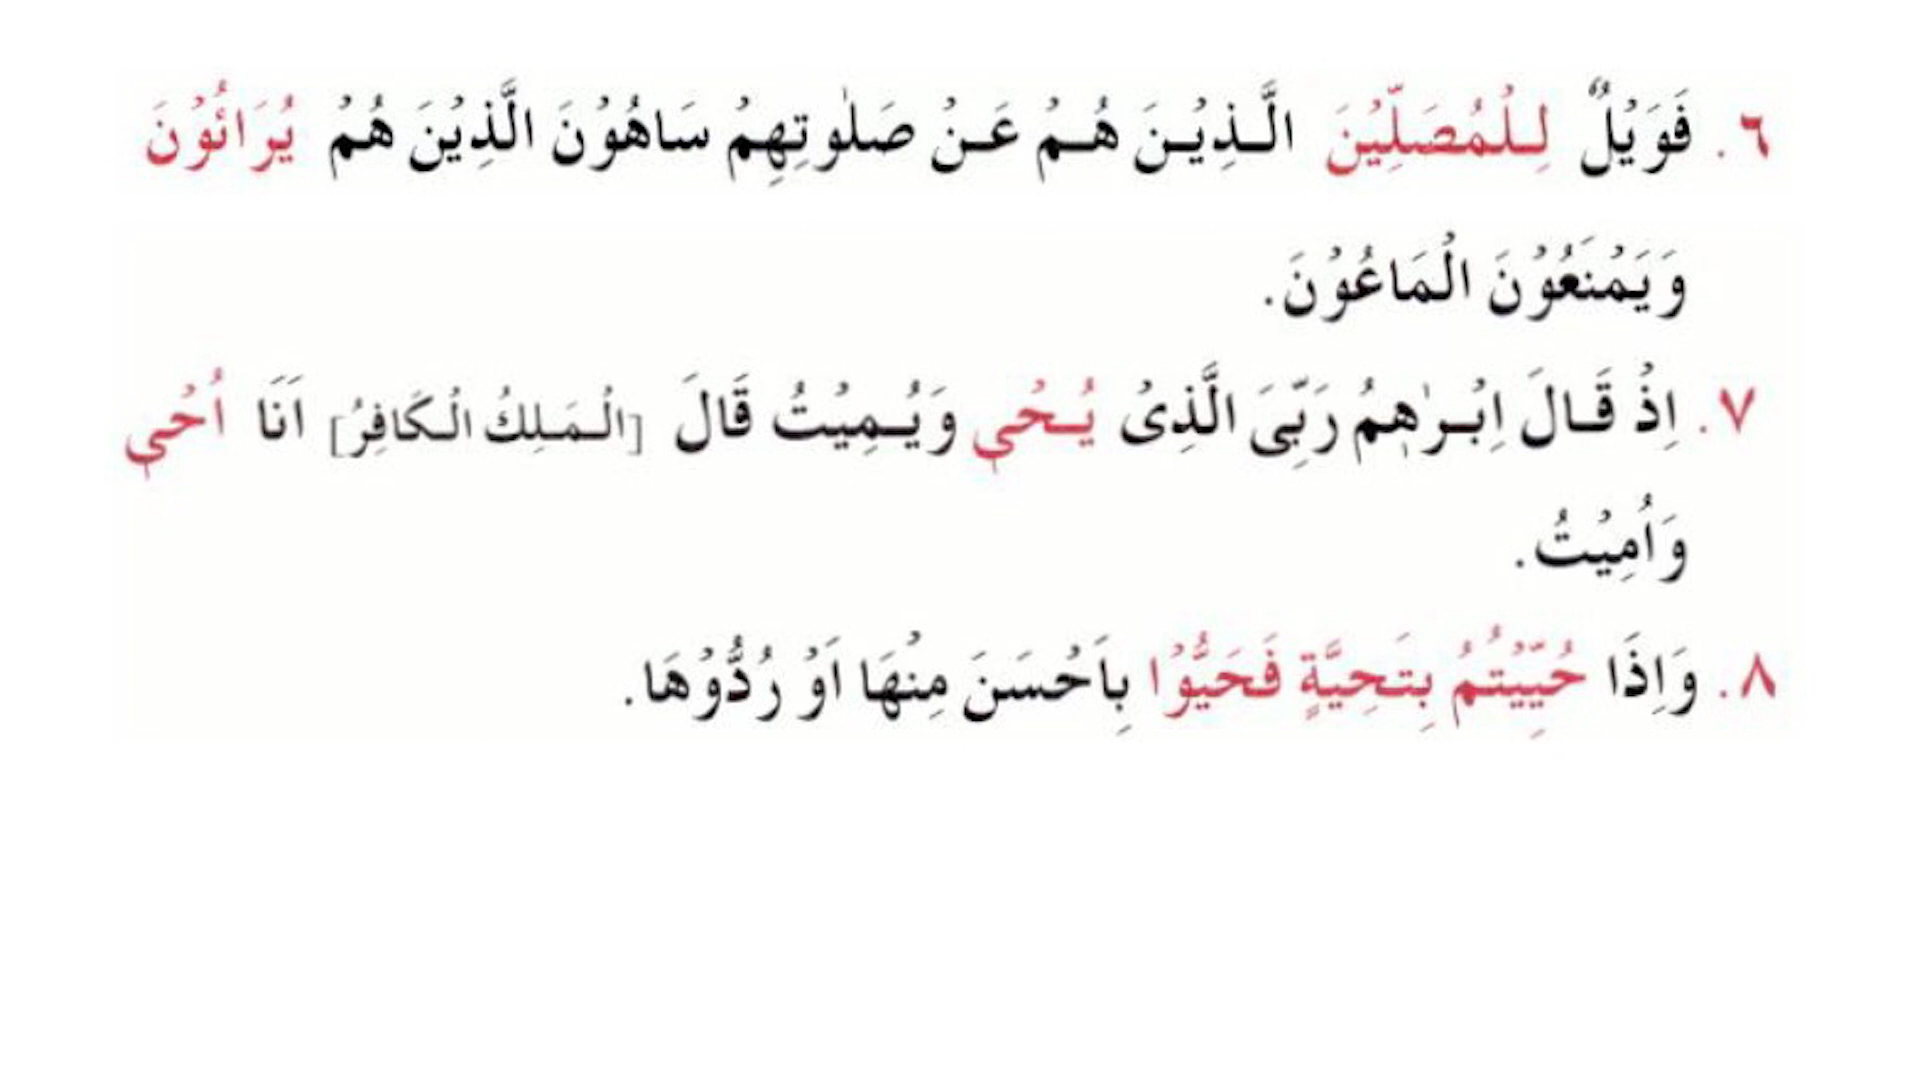 ٦. فَوَيْلٌ لِلْمُصَلِّيْنَ الَّذِيْنَ هُمْ عَنْ صَلٰوتِهِمْ سَاهُوْنَ الَّذِيْنَ هُمْ يُرَائُوْنَ
وَيَمْنَعُوْنَ الْمَاعُوْنَ.
٧. اِذْ قَالَ اِبْرٰهٖمُ رَبِّىَ الَّذِىْ يُحْىٖ وَيُمِيْتُ قَالَ [الْمَلِكُ الْكَافِرُ] اَنَا اُحْىٖ
وَاُمِيْتُ.
٨. وَاِذَا حُيِّيْتُمْ بِتَحِيَّةٍ فَحَيُّوْا بِاَحْسَنَ مِنْهَا اَوْ رُدُّوْهَا.